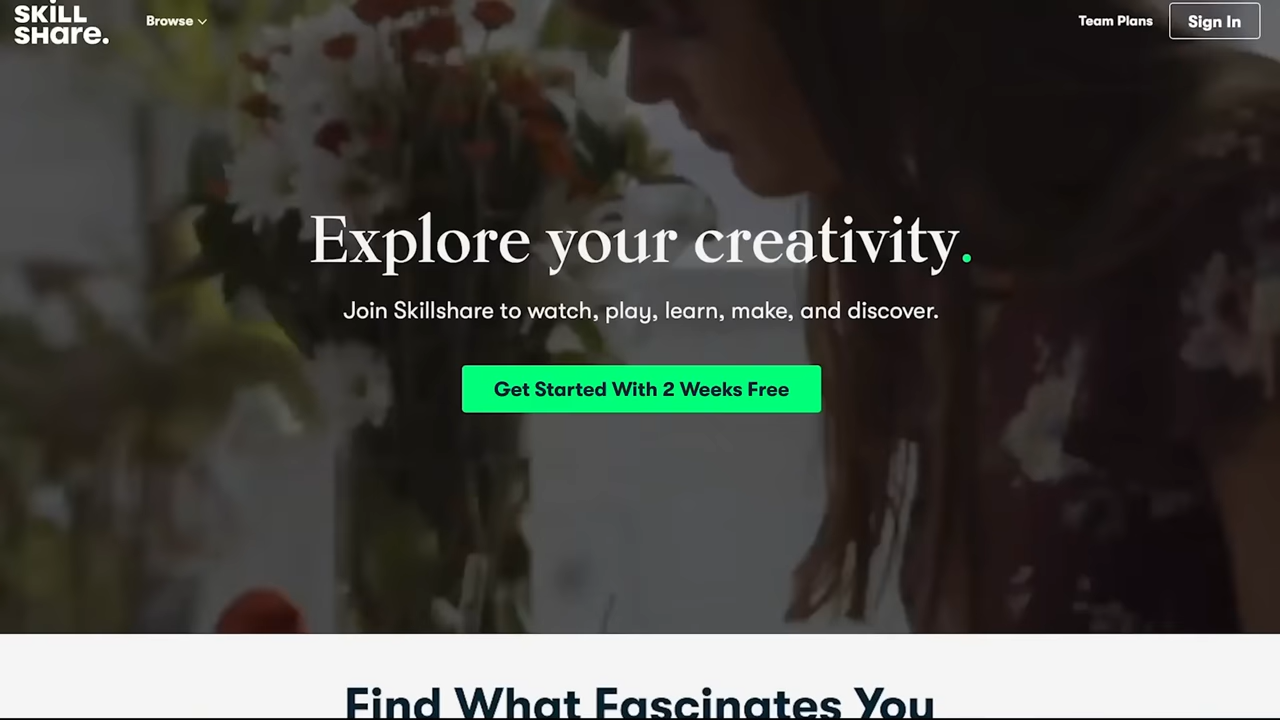 SKiLL
SHare.
Browse
Team Plans
Sign In
Explore your creativity.
Join Skillshare to watch, play, learn, make, and discover.
Get Started With 2 Weeks Free
Find What Fascinates You